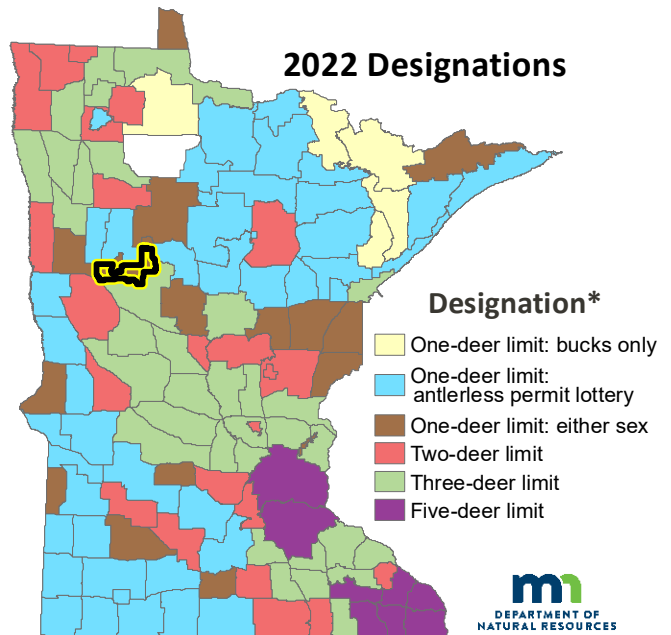 2022 Designations
Designation*
One-deer limit: bucks only
One-deer limit:
antlerless permit lottery
One-deer limit: either sex
Two-deer limit
Three-deer limit
Five-deer limit
mn
DEPARTMENT OF
NATURAL RESOURCES